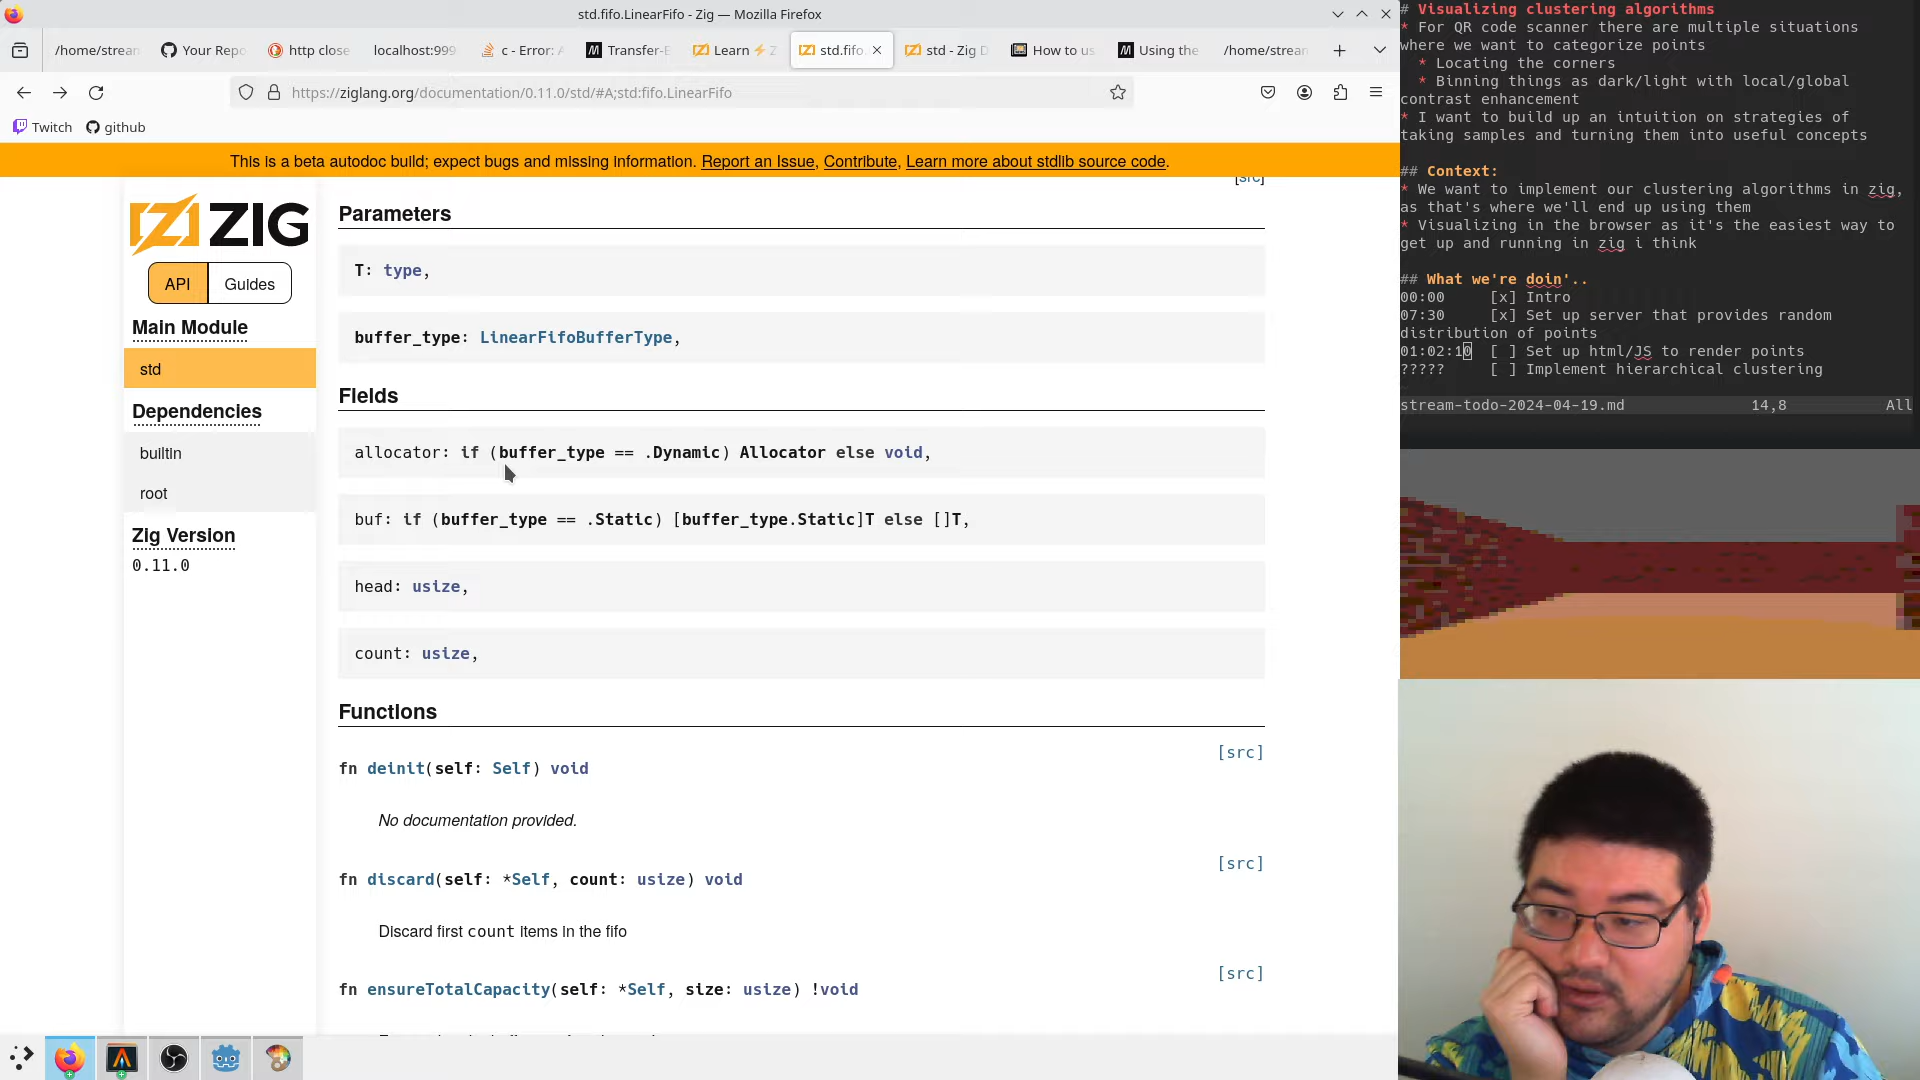 std.fifo.LinearFifo - Zig — Mozilla Firefox
/home/strean
Your Repo
http close
localhost:999
c - Error: A
Transfer-E
Learn ⚡ Z
std.fifo.
std - Zig D
How to us
Using the
/home/strean
https://ziglang.org/documentation/0.11.0/std/#A;std:fifo.LinearFifo
Twitch
github
This is a beta autodoc build; expect bugs and missing information. Report an Issue, Contribute, Learn more about stdlib source code.
ZIG
API
Guides
Main Module
std
Dependencies
builtin
root
Zig Version
0.11.0
[src]
Parameters
T: type,
buffer_type: LinearFifoBufferType,
Fields
allocator: if (buffer_type == .Dynamic) Allocator else void,
buf: if (buffer_type == .Static) [buffer_type.Static]T else []T,
head: usize,
count: usize,
Functions
[src]
fn deinit(self: Self) void
No documentation provided.
[src]
fn discard(self: *Self, count: usize) void
Discard first count items in the fifo
[src]
fn ensureTotalCapacity(self: *Self, size: usize) !void
# Visualizing clustering algorithms
* For QR code scanner there are multiple situations
where we want to categorize points
* Locating the corners
* Binning things as dark/light with local/global
contrast enhancement
* I want to build up an intuition on strategies of
taking samples and turning them into useful concepts
## Context:
* We want to implement our clustering algorithms in zig,
as that's where we'll end up using them
* Visualizing in the browser as it's the easiest way to
get up and running in zig i think
## What we're doin'..
00:00 [x] Intro
07:30 [x] Set up server that provides random
distribution of points
01:02:10 [ ] Set up html/JS to render points
????? [ ] Implement hierarchical clustering
~
stream-todo-2024-04-19.md 14,8 All